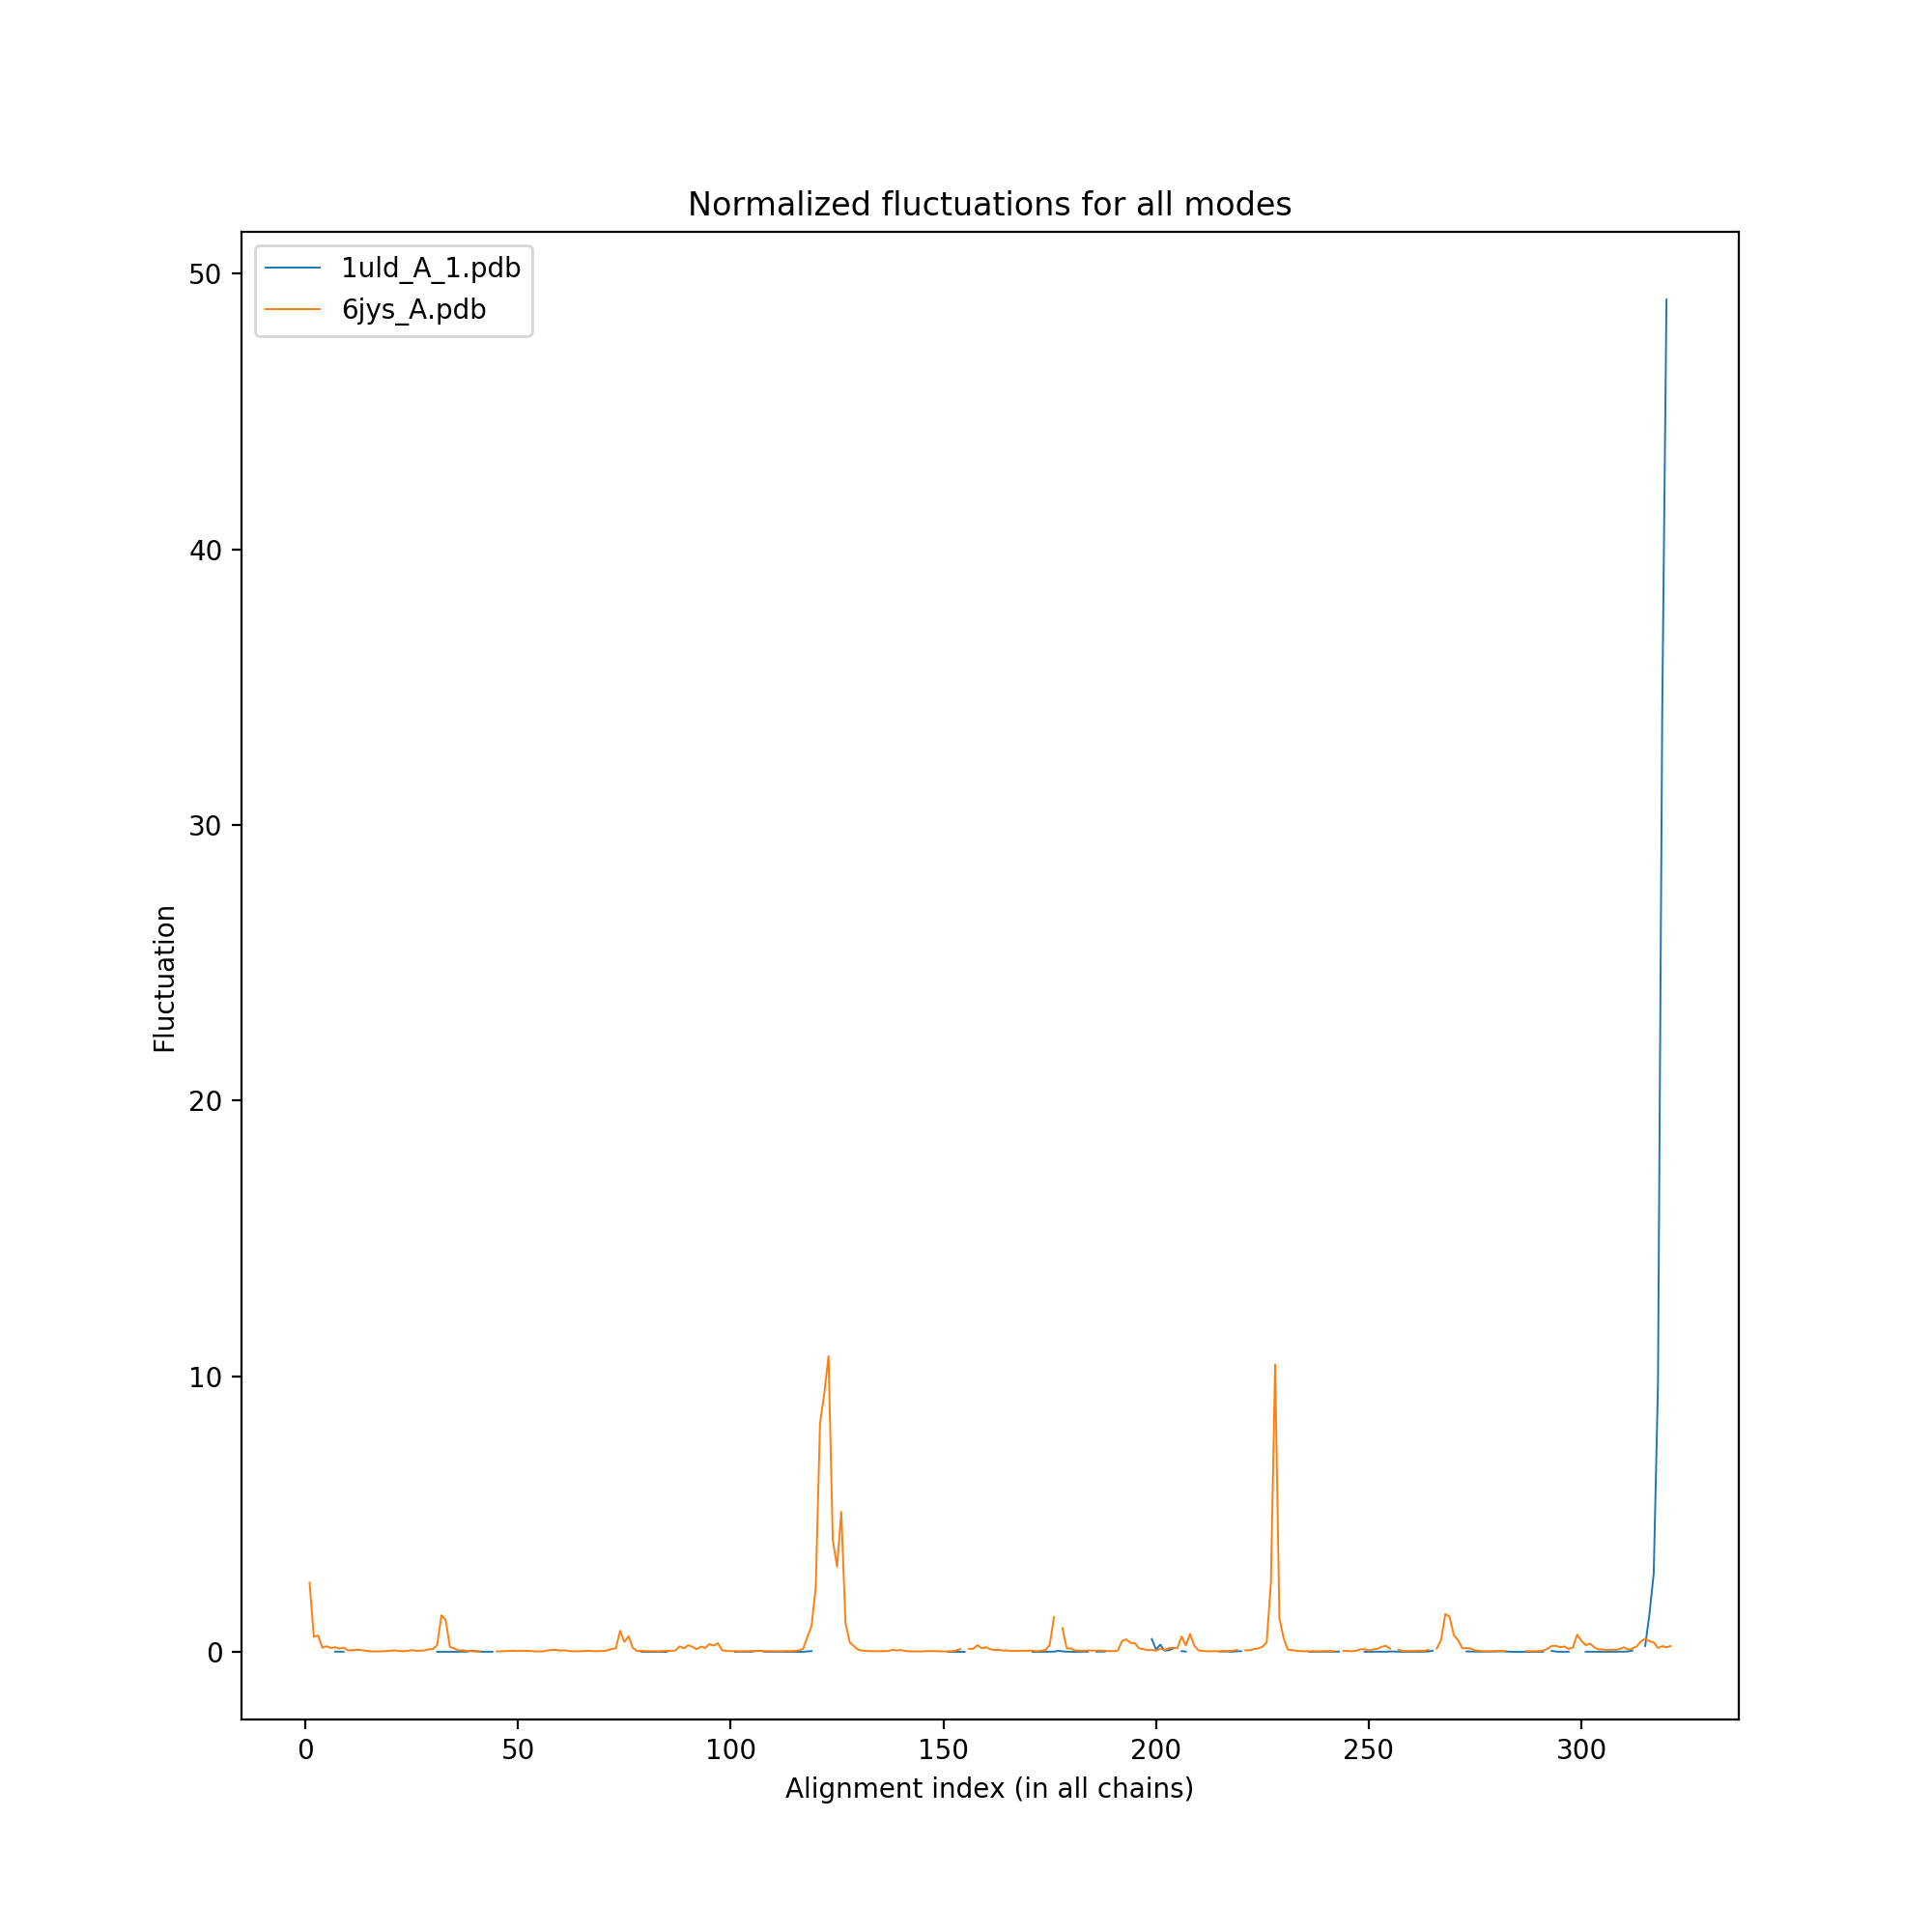 Normalized fluctuations for all modes
1uld_A_1.pdb
6jys_A.pdb
50
40
30
20
10
0
Fluctuation
0 50 100 150 200 250 300
Alignment index (in all chains)